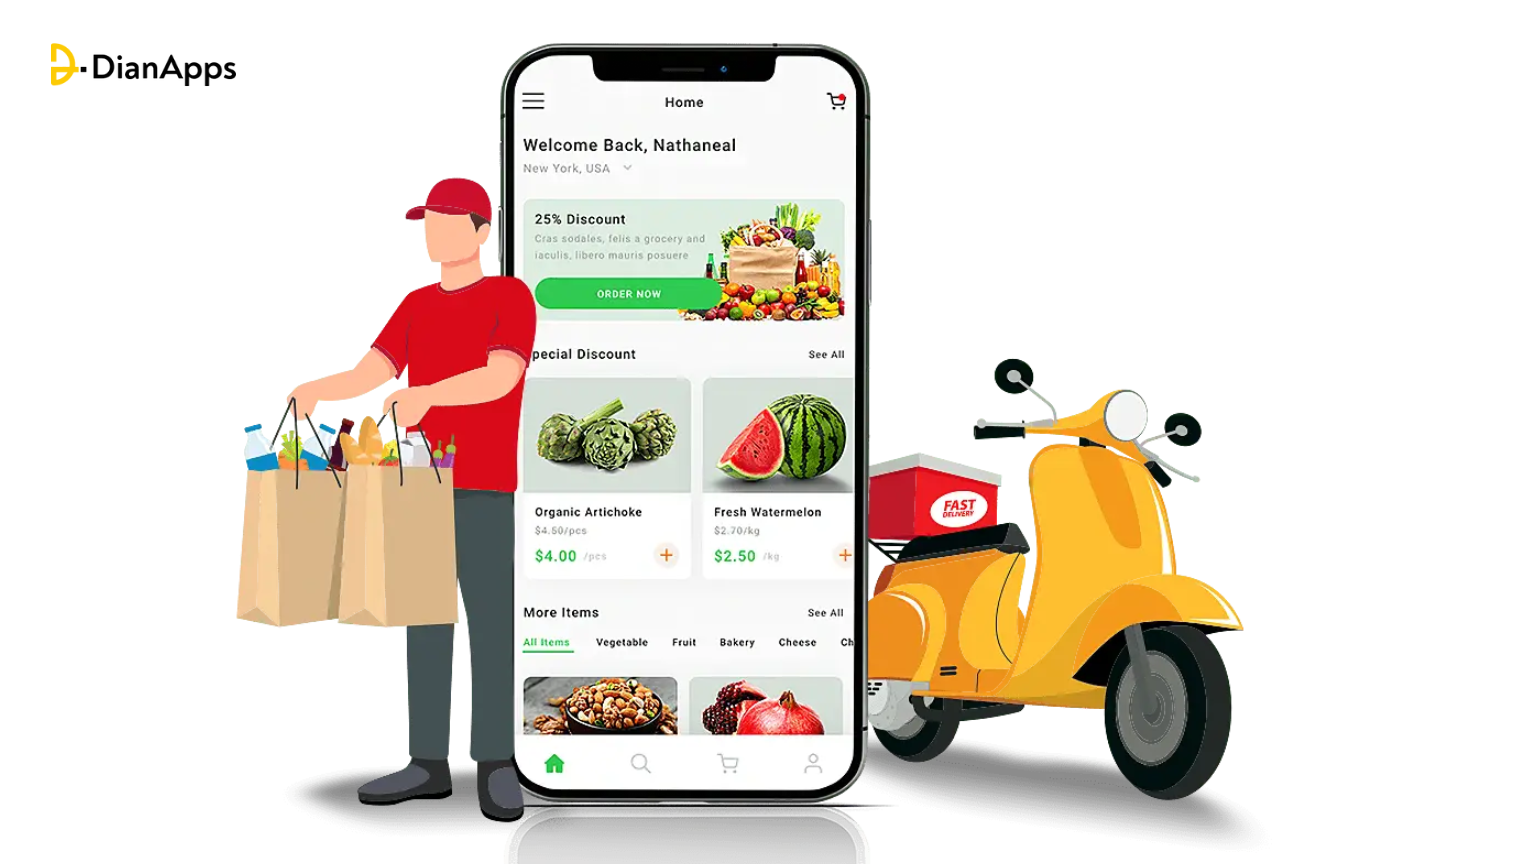 DianApps
Home
Welcome Back, Nathaneal
New York, USA
25% Discount
Cras sodales, felis a grocery and
iaculis, libero mauris posuere
ORDER NOW
pecial Discount
See All
Organic Artichoke
$4.50/pcs
$4.00 /pcs
Fresh Watermelon
$2.70/kg
$2.50 /kg
More Items
See All
All Items Vegetable Fruit Bakery Cheese Ch
FAST
DELIVERY